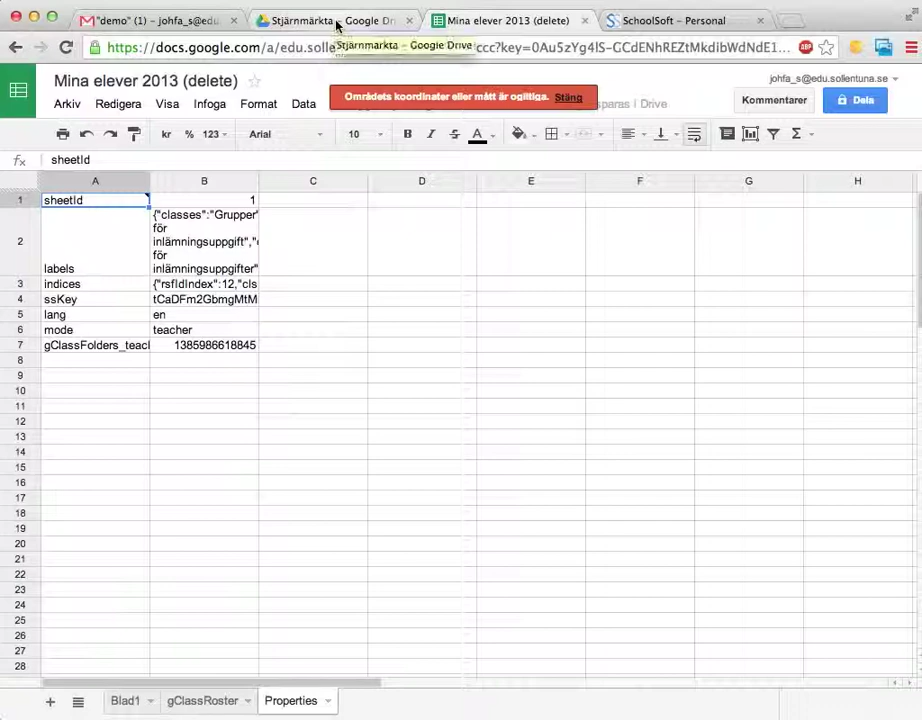 "demo" (1) – johfa_s@edu
Stjärnmärkta – Google Dri
Mina elever 2013 (delete)
SchoolSoft – Personal
https://docs.google.com/a/edu.solle
ccc?key=0Au5zYg4lS-GCdENhREZtMkdibWdNdE1...
ABP
Stjärnmärkta – Google Drive
Mina elever 2013 (delete)
johfa_s@edu.sollentuna.se
Arkiv Redigera Visa Infoga Format Data
Områdets koordinater eller mått är ogiltiga. Stäng
sparas i Drive
Kommentarer
Dela
kr % 123 Arial 10 B I S A Σ
fx sheetId
A B C D E F G H
1 sheetId 1
{"classes":"Grupper"
för
2 inlämningsuppgift","
för
labels inlämningsuppgifter"
3 indices {"rsfIdIndex":12,"cls
4 ssKey tCaDFm2GbmgMtM
5 lang en
6 mode teacher
7 gClassFolders_teacl 1385986618845
8
9
10
11
12
13
14
15
16
17
18
19
20
21
22
23
24
25
26
27
28
+ Blad1 gClassRoster Properties